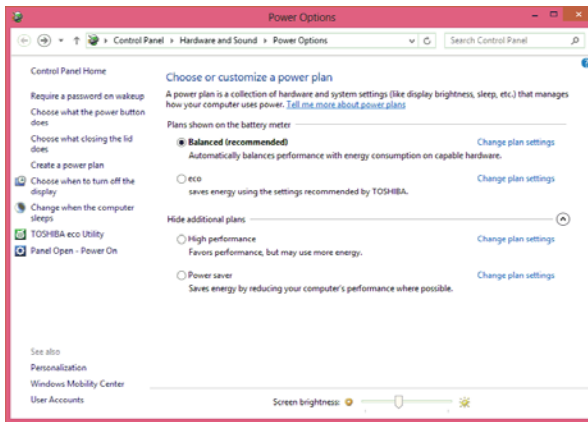 Power Options
Control Panel ▸ Hardware and Sound ▸ Power Options
Search Control Panel
Control Panel Home
Require a password on wakeup
Choose what the power button
does
Choose what closing the lid
does
Create a power plan
Choose when to turn off the
display
Change when the computer
sleeps
TOSHIBA eco Utility
Panel Open - Power On
See also
Personalization
Windows Mobility Center
User Accounts
Choose or customize a power plan
A power plan is a collection of hardware and system settings (like display brightness, sleep, etc.) that manages
how your computer uses power. Tell me more about power plans
Plans shown on the battery meter
Balanced (recommended) Change plan settings
Automatically balances performance with energy consumption on capable hardware.
eco Change plan settings
saves energy using the settings recommended by TOSHIBA.
Hide additional plans
High performance Change plan settings
Favors performance, but may use more energy.
Power saver Change plan settings
Saves energy by reducing your computer's performance where possible.
Screen brightness: